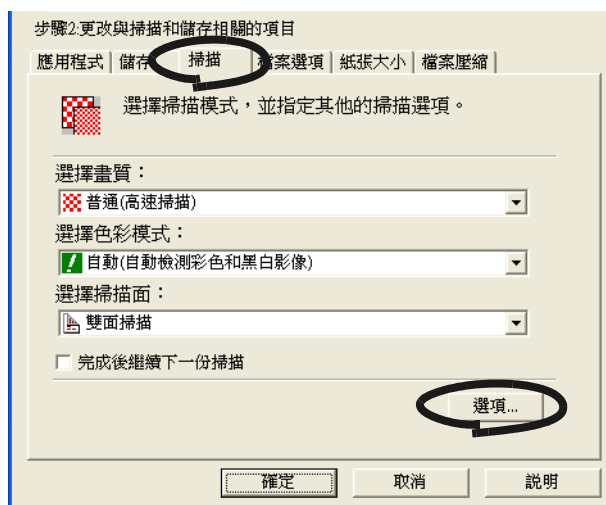 步驟2:更改與掃描和儲存相關的項目
應用程式 儲存 掃描 檔案選項 紙張大小 檔案壓縮
選擇掃描模式，並指定其他的掃描選項。
選擇畫質：
普通(高速掃描)
選擇色彩模式：
自動(自動檢測彩色和黑白影像)
選擇掃描面：
雙面掃描
完成後繼續下一份掃描
選項...
確定 取消 說明